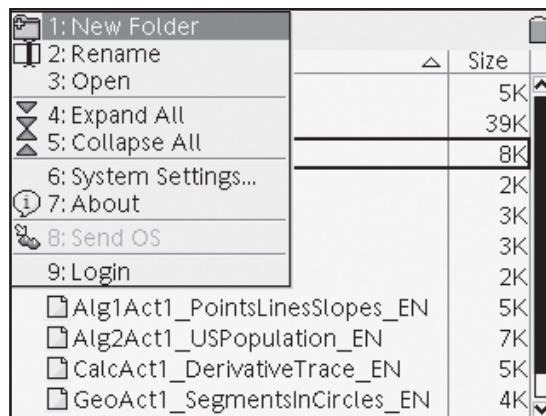 1: New Folder
2: Rename
3: Open
4: Expand All
5: Collapse All
6: System Settings...
7: About
8: Send OS
9: Login
Size
5K
39K
8K
2K
3K
3K
2K
Alg1Act1_PointsLinesSlopes_EN 5K
Alg2Act1_USPopulation_EN 7K
CalcAct1_DerivativeTrace_EN 5K
GeoAct1_SegmentsInCircles_EN 4K